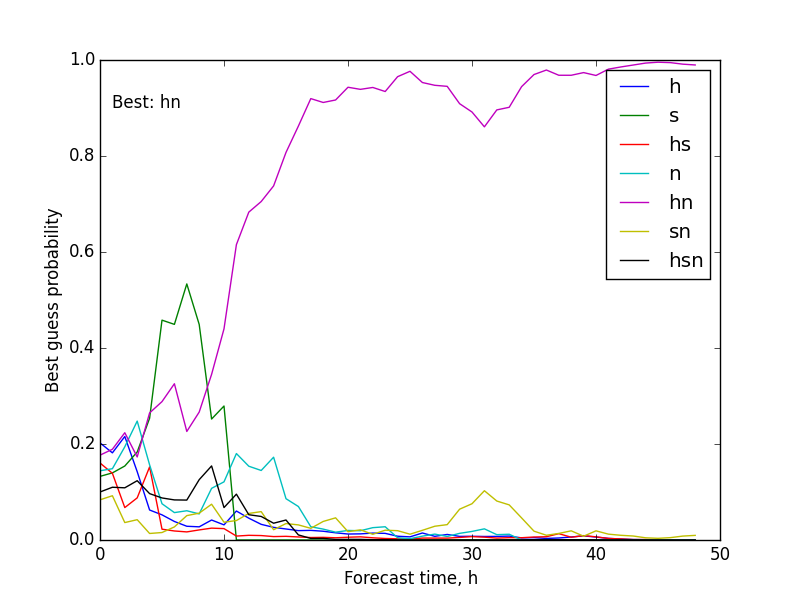 Best: hn
h
s
hs
n
hn
sn
hsn
1.0
0.8
0.6
0.4
0.2
0.0
Best guess probability
0 10 20 30 40 50
Forecast time, h